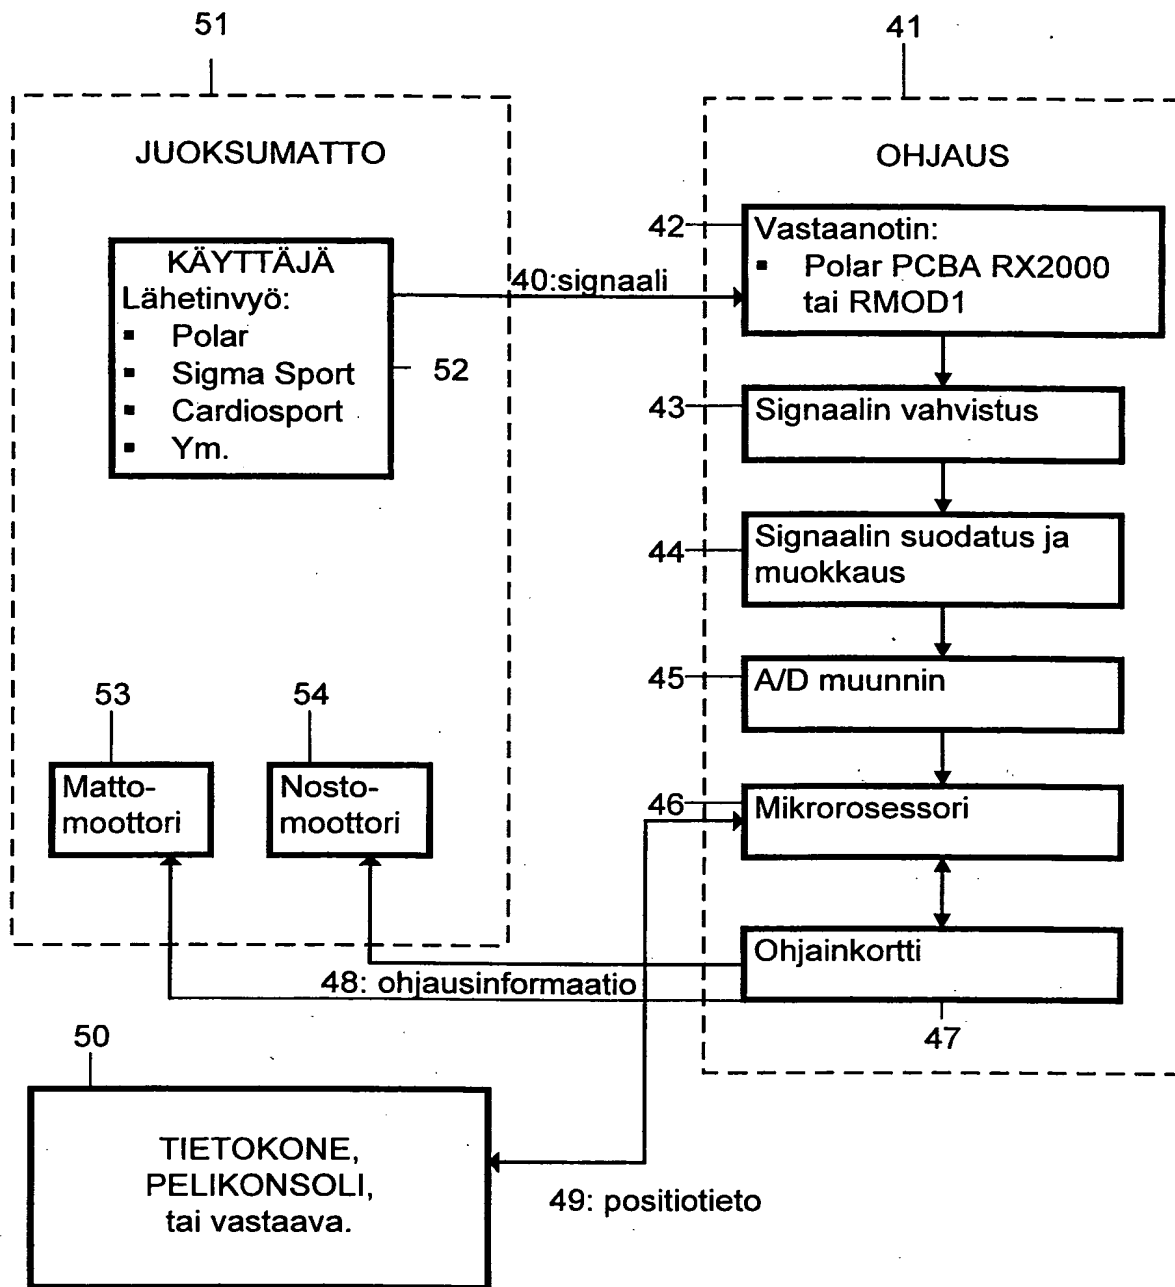 51
41
JUOKSUMATTO
OHJAUS
KÄYTTÄJÄ
Lähetinvyö:
▪ Polar
▪ Sigma Sport
▪ Cardiosport
▪ Ym.
52
40:signaali
42
Vastaanotin:
▪ Polar PCBA RX2000
tai RMOD1
43
Signaalin vahvistus
44
Signaalin suodatus ja
muokkaus
45
A/D muunnin
53
54
Matto-
moottori
Nosto-
moottori
46
Mikrorosessori
Ohjainkortti
47
48: ohjausinformaatio
50
TIETOKONE,
PELIKONSOLI,
tai vastaava.
49: positiotieto